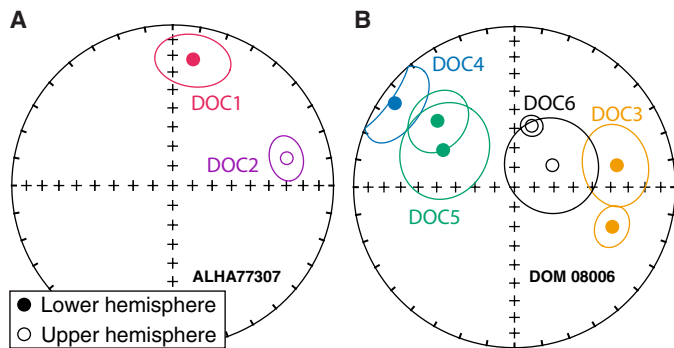 A
DOC1
DOC2
ALHA77307
Lower hemisphere
Upper hemisphere
B
DOC4
DOC6
DOC3
DOC5
DOM 08006